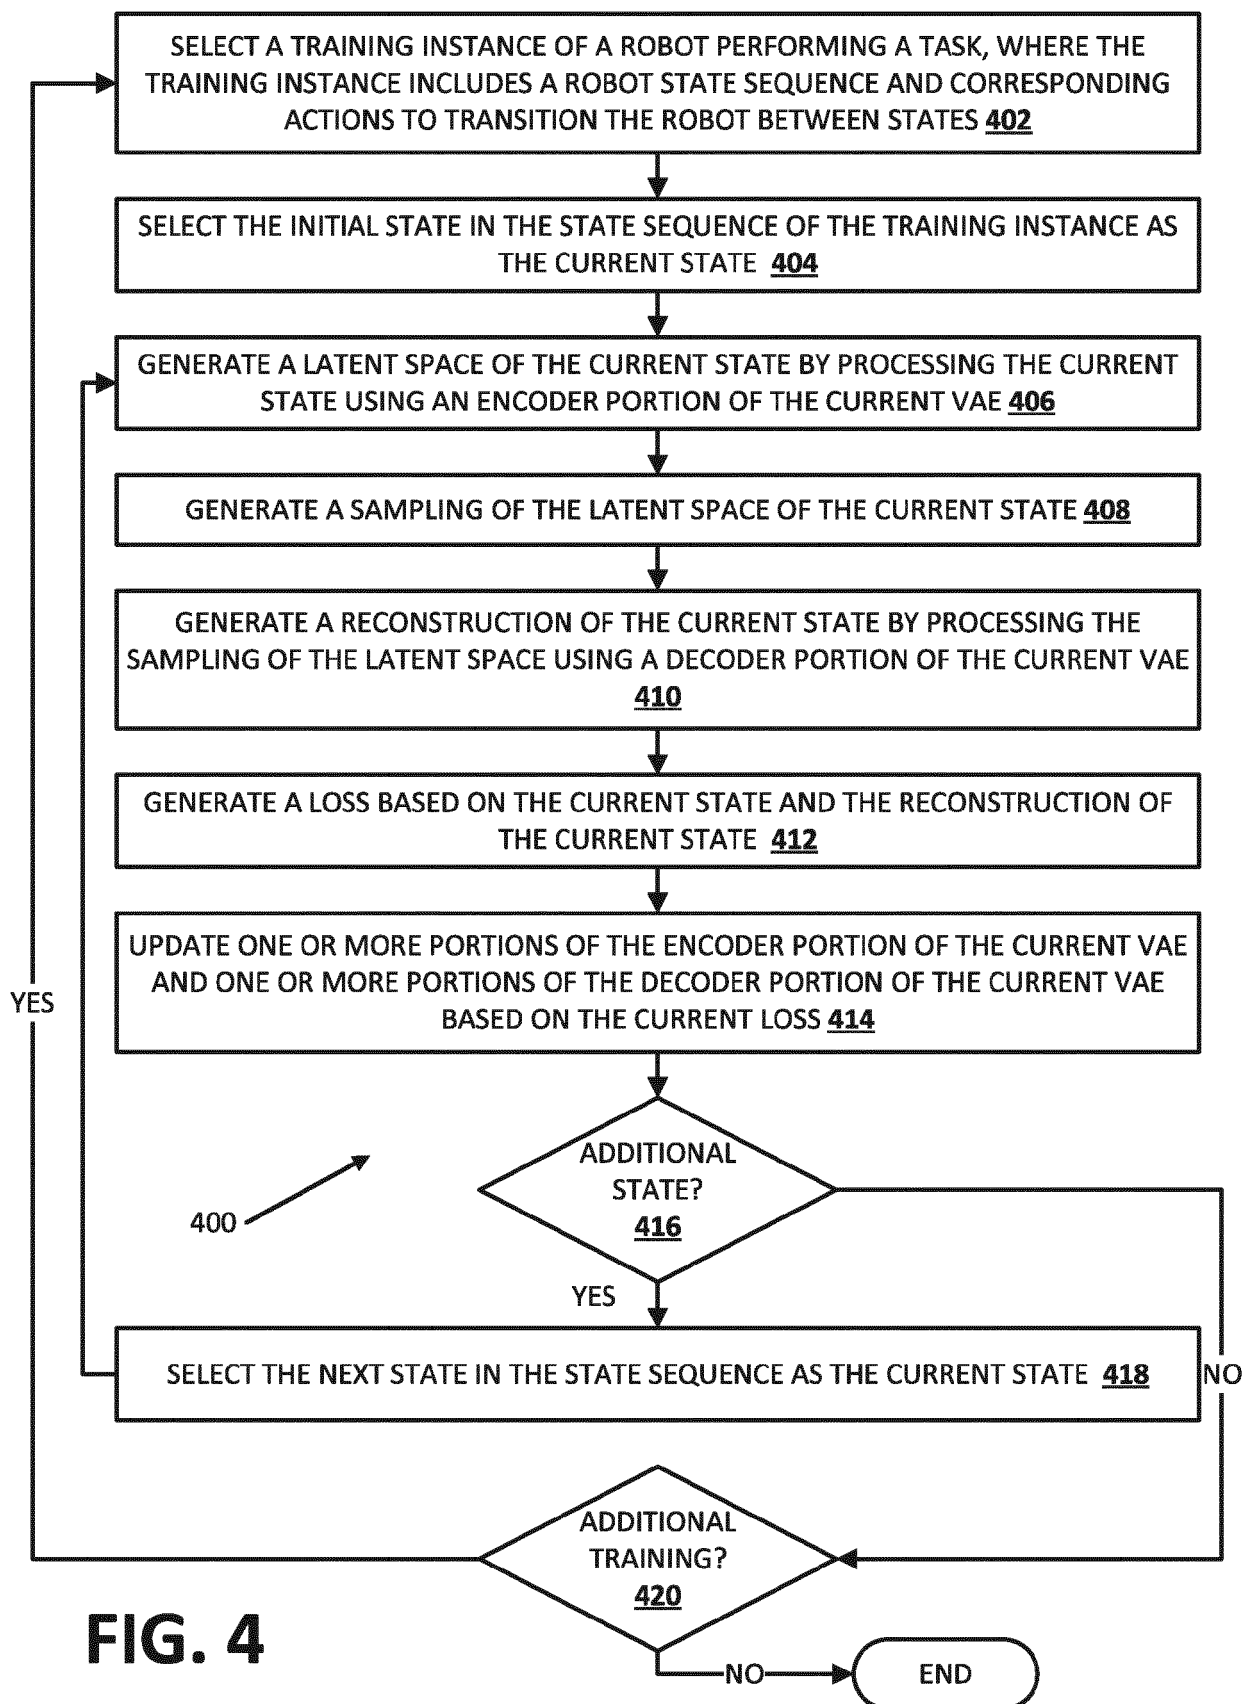 SELECT A TRAINING INSTANCE OF A ROBOT PERFORMING A TASK, WHERE THE
TRAINING INSTANCE INCLUDES A ROBOT STATE SEQUENCE AND CORRESPONDING
ACTIONS TO TRANSITION THE ROBOT BETWEEN STATES 402
SELECT THE INITIAL STATE IN THE STATE SEQUENCE OF THE TRAINING INSTANCE AS
THE CURRENT STATE 404
GENERATE A LATENT SPACE OF THE CURRENT STATE BY PROCESSING THE CURRENT
STATE USING AN ENCODER PORTION OF THE CURRENT VAE 406
GENERATE A SAMPLING OF THE LATENT SPACE OF THE CURRENT STATE 408
GENERATE A RECONSTRUCTION OF THE CURRENT STATE BY PROCESSING THE
SAMPLING OF THE LATENT SPACE USING A DECODER PORTION OF THE CURRENT VAE
410
GENERATE A LOSS BASED ON THE CURRENT STATE AND THE RECONSTRUCTION OF
THE CURRENT STATE 412
UPDATE ONE OR MORE PORTIONS OF THE ENCODER PORTION OF THE CURRENT VAE
AND ONE OR MORE PORTIONS OF THE DECODER PORTION OF THE CURRENT VAE
BASED ON THE CURRENT LOSS 414
YES
ADDITIONAL
STATE?
416
400
YES
SELECT THE NEXT STATE IN THE STATE SEQUENCE AS THE CURRENT STATE 418
NO
ADDITIONAL
TRAINING?
420
FIG. 4
NO
END